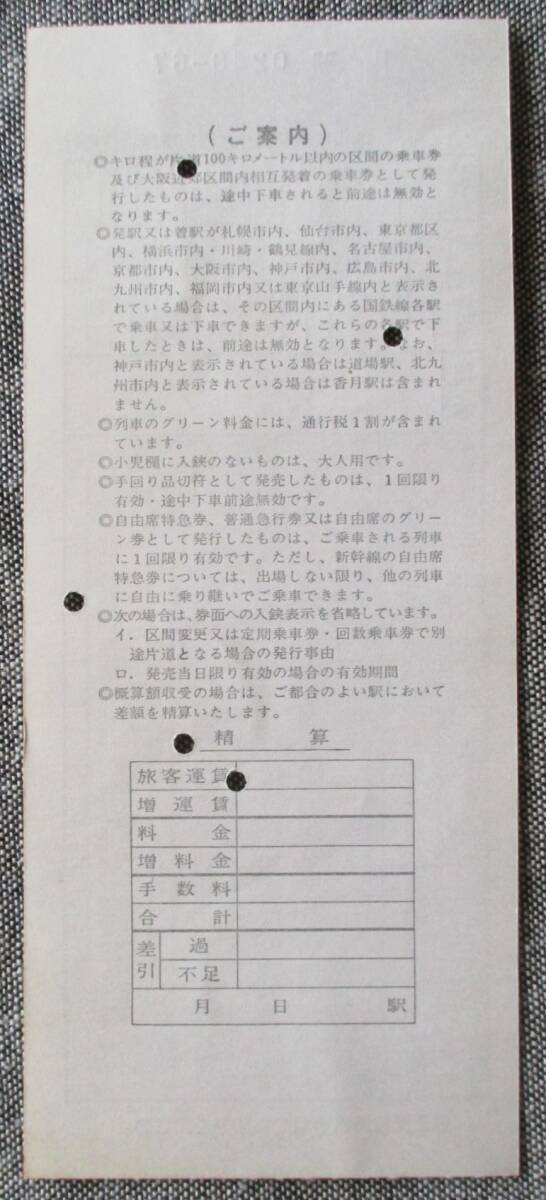 (ご案内)
◎キロ程が片道100キロメートル以内の区間の乗車券
及び大阪近郊区間内相互発着の乗車券として発
行したものは、途中下車されると前途は無効と
なります。
◎発駅又は着駅が札幌市内、仙台市内、東京都区
内、横浜市内・川崎・鶴見線内、名古屋市内、
京都市内、大阪市内、神戸市内、広島市内、北
九州市内、福岡市内又は東京山手線内と表示さ
れている場合は、その区間内にある国鉄線各駅
で乗車又は下車できますが、これらの各駅で下
車したときは、前途は無効となります。なお、
神戸市内と表示されている場合は道場駅、北九
州市内と表示されている場合は香月駅は含まれ
ません。
◎列車のグリーン料金には、通行税1割が含まれ
ています。
◎小児欄に入鋏のないものは、大人用です。
◎手回り品切符として発売したものは、1回限り
有効・途中下車前途無効です。
◎自由席特急券、普通急行券又は自由席のグリー
ン券として発行したものは、ご乗車される列車
に1回限り有効です。ただし、新幹線の自由席
特急券については、出場しない限り、他の列車
に自由に乗り継いでご乗車できます。
◎次の場合は、券面への入鋏表示を省略しています。
イ．区間変更又は定期乗車券・回数乗車券で別
途片道となる場合の発行事由
ロ．発売当日限り有効の場合の有効期間
◎概算額収受の場合は、ご都合のよい駅において
差額を精算いたします。
精算
旅客運賃
増運賃
料金
増料金
手数料
合計
差引 過
不足
月 日 駅